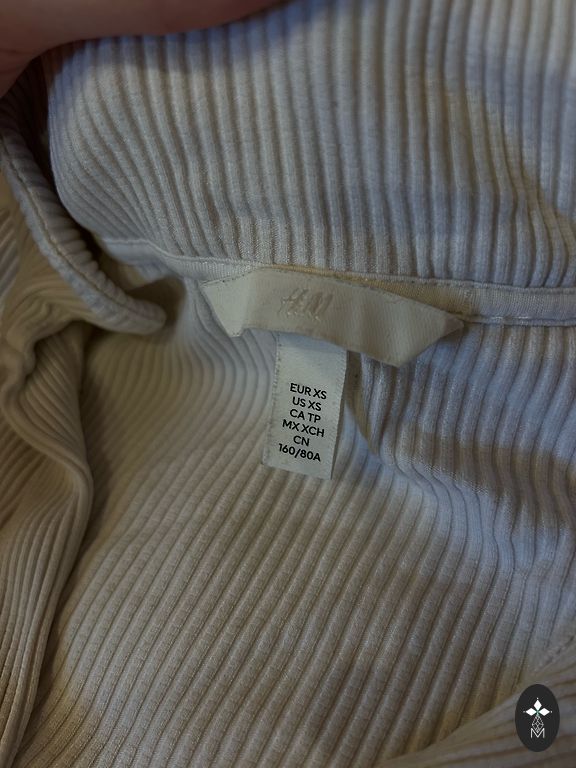 H&M
EUR XS
US XS
CA TP
MX XCH
CN
160/80A
M